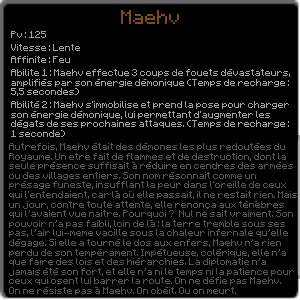 Maehv
Pv : 125
Vitesse : Lente
Affinité : Feu
Abilité 1 : Maehv effectue 3 coups de fouets dévastateurs,
amplifiés par son énergie démonique (Temps de recharge :
5,5 secondes)
Abilité 2 : Maehv s'immobilise et prend la pose pour charger
son énergie démonique, lui permettant d'augmenter les
dégats de ses prochaines attaques. (Temps de recharge :
1 seconde)
Autrefois, Maehv était des démones les plus redoutées du
Royaume. Un etre fait de flammes et de destruction, dont la
seule présence suffisait à réduire en cendres des armées
ou des villages entiers. Son nom résonnait comme un
présage funeste, insufflant la peur dans l'oreille de ceux
qui l'entendaient, car là où elle passait, il ne restait rien. Mais
un jour, contre toute attente, elle renonça aux ténèbres
qui l'avaient vue naitre. Pourquoi ? Nul ne sait vraiment. Son
pouvoir n'a pas faibli, loin de là : la terre tremble sous ses
pas, l'air lui-meme vacille sous la chaleur infernale qu'elle
dégage. Si elle a tourné le dos aux enfers, Maehv n'a rien
perdu de son tempérament. Impétueuse, colérique, elle n'a
que faire des lois et des hiérarchies. La diplomatie n'a
jamais été son fort, et elle n'a ni le temps ni la patience pour
ceux qui osent lui barrer la route. On ne défie pas Maehv.
On ne résiste pas à Maehv. On obéit. Ou on meurt.